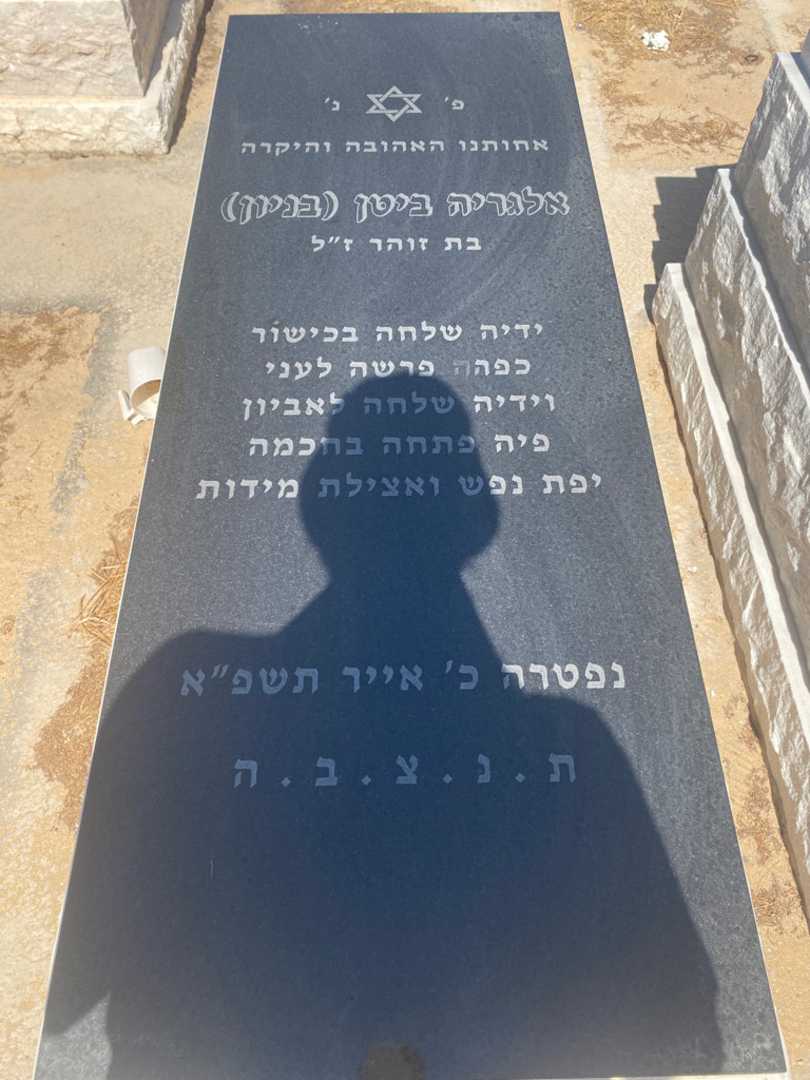 פ׳ נ׳
אחותנו האהובה והיקרה
אלגריה ביטן (בניון)
בת זוהר ז״ל
ידיה שלחה בכישור
כפהה פרשה לעני
וידיה שלחה לאביון
פיה פתחה בחכמה
יפת נפש ואצילת מידות
נפטרה כ׳ אייר תשפ״א
ת.נ.צ.ב.ה